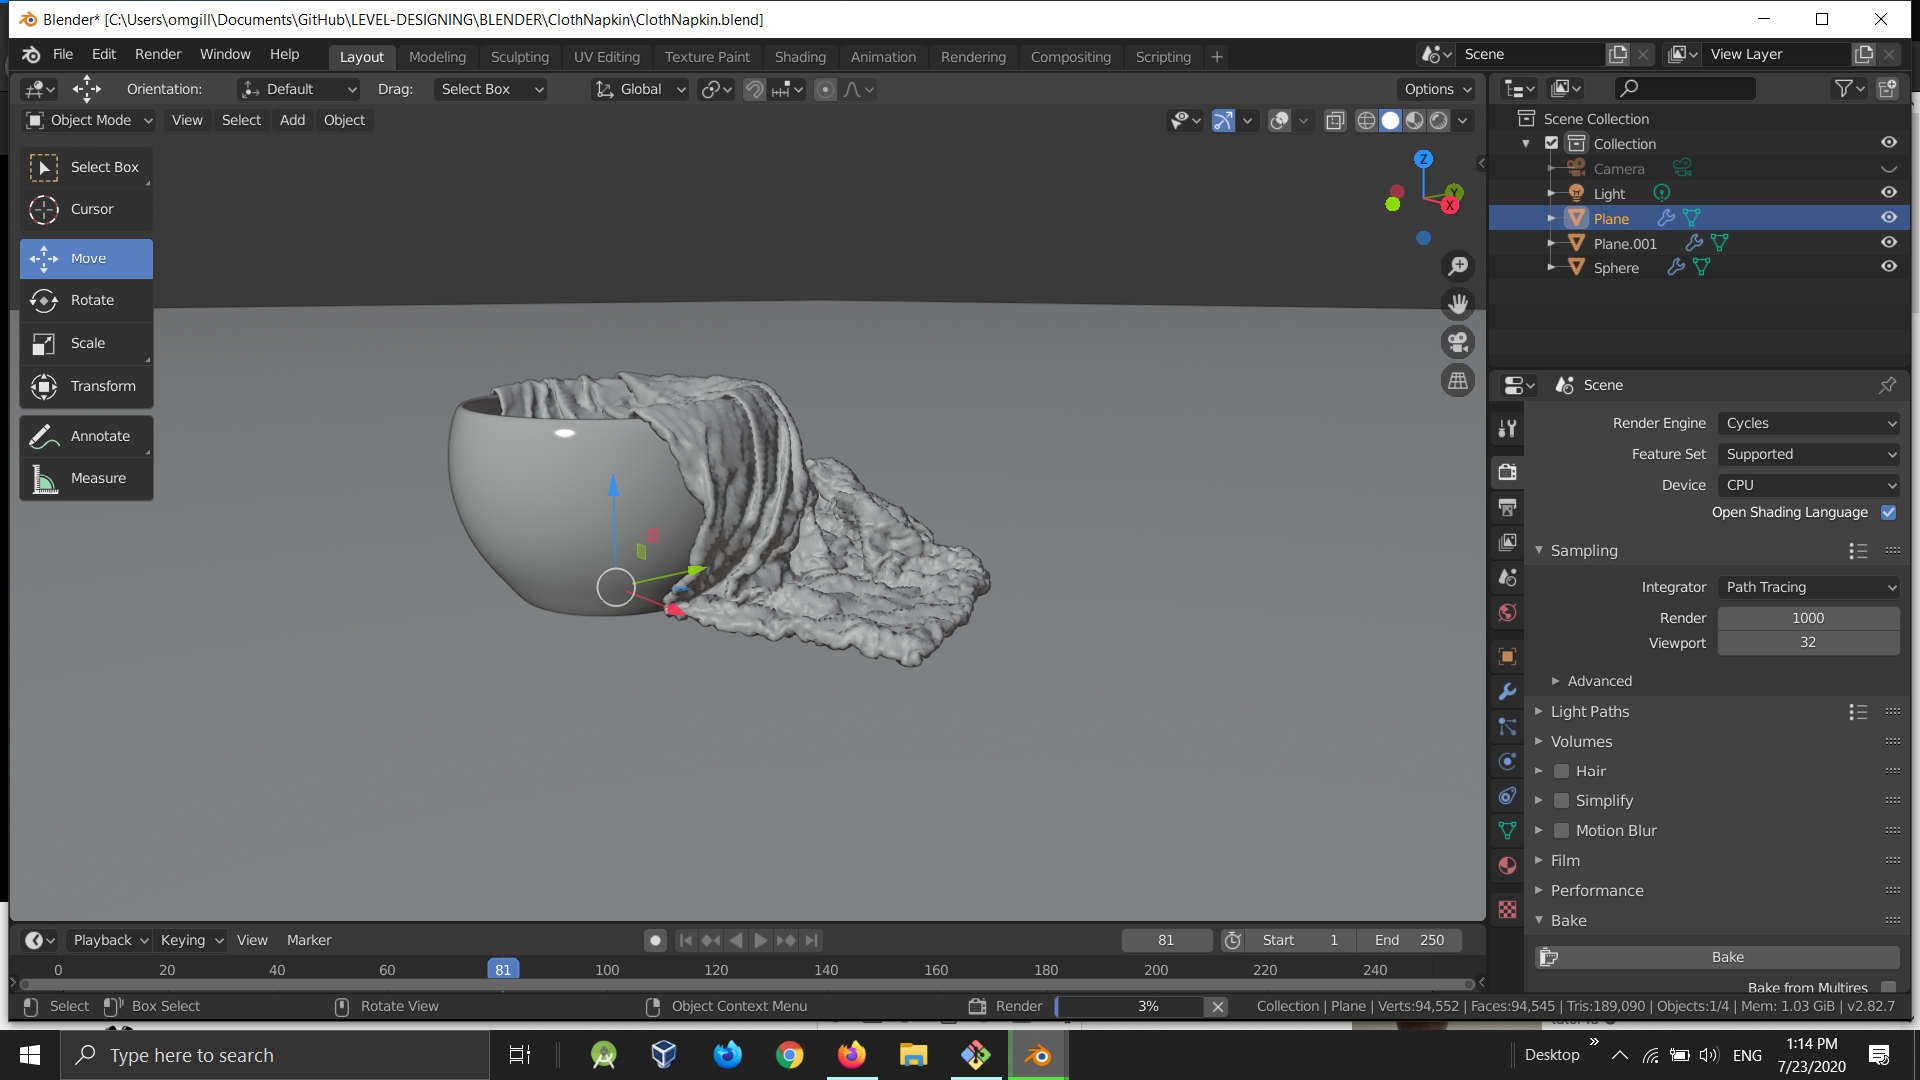 Blender* [C:\Users\omgill\Documents\GitHub\LEVEL-DESIGNING\BLENDER\ClothNapkin\ClothNapkin.blend]
File Edit Render Window Help Layout Modeling Sculpting UV Editing Texture Paint Shading Animation Rendering Compositing Scripting + Scene View Layer
Orientation: Default Drag: Select Box Global Options
Object Mode View Select Add Object
Select Box
Cursor
Move
Rotate
Scale
Transform
Annotate
Measure
Z
Y
X
Scene Collection
Collection
Camera
Light
Plane
Plane.001
Sphere
Scene
Render Engine Cycles
Feature Set Supported
Device CPU
Open Shading Language
Sampling
Integrator Path Tracing
Render 1000
Viewport 32
Advanced
Light Paths
Volumes
Hair
Simplify
Motion Blur
Film
Performance
Bake
Bake
Bake from Multires
Playback Keying View Marker 81 Start 1 End 250
0 20 40 60 81 100 120 140 160 180 200 220 240
Select Box Select Rotate View Object Context Menu Render 3% Collection | Plane | Verts:94,552 | Faces:94,545 | Tris:189,090 | Objects:1/4 | Mem: 1.03 GiB | v2.82.7
Type here to search Desktop ENG 1:14 PM
7/23/2020